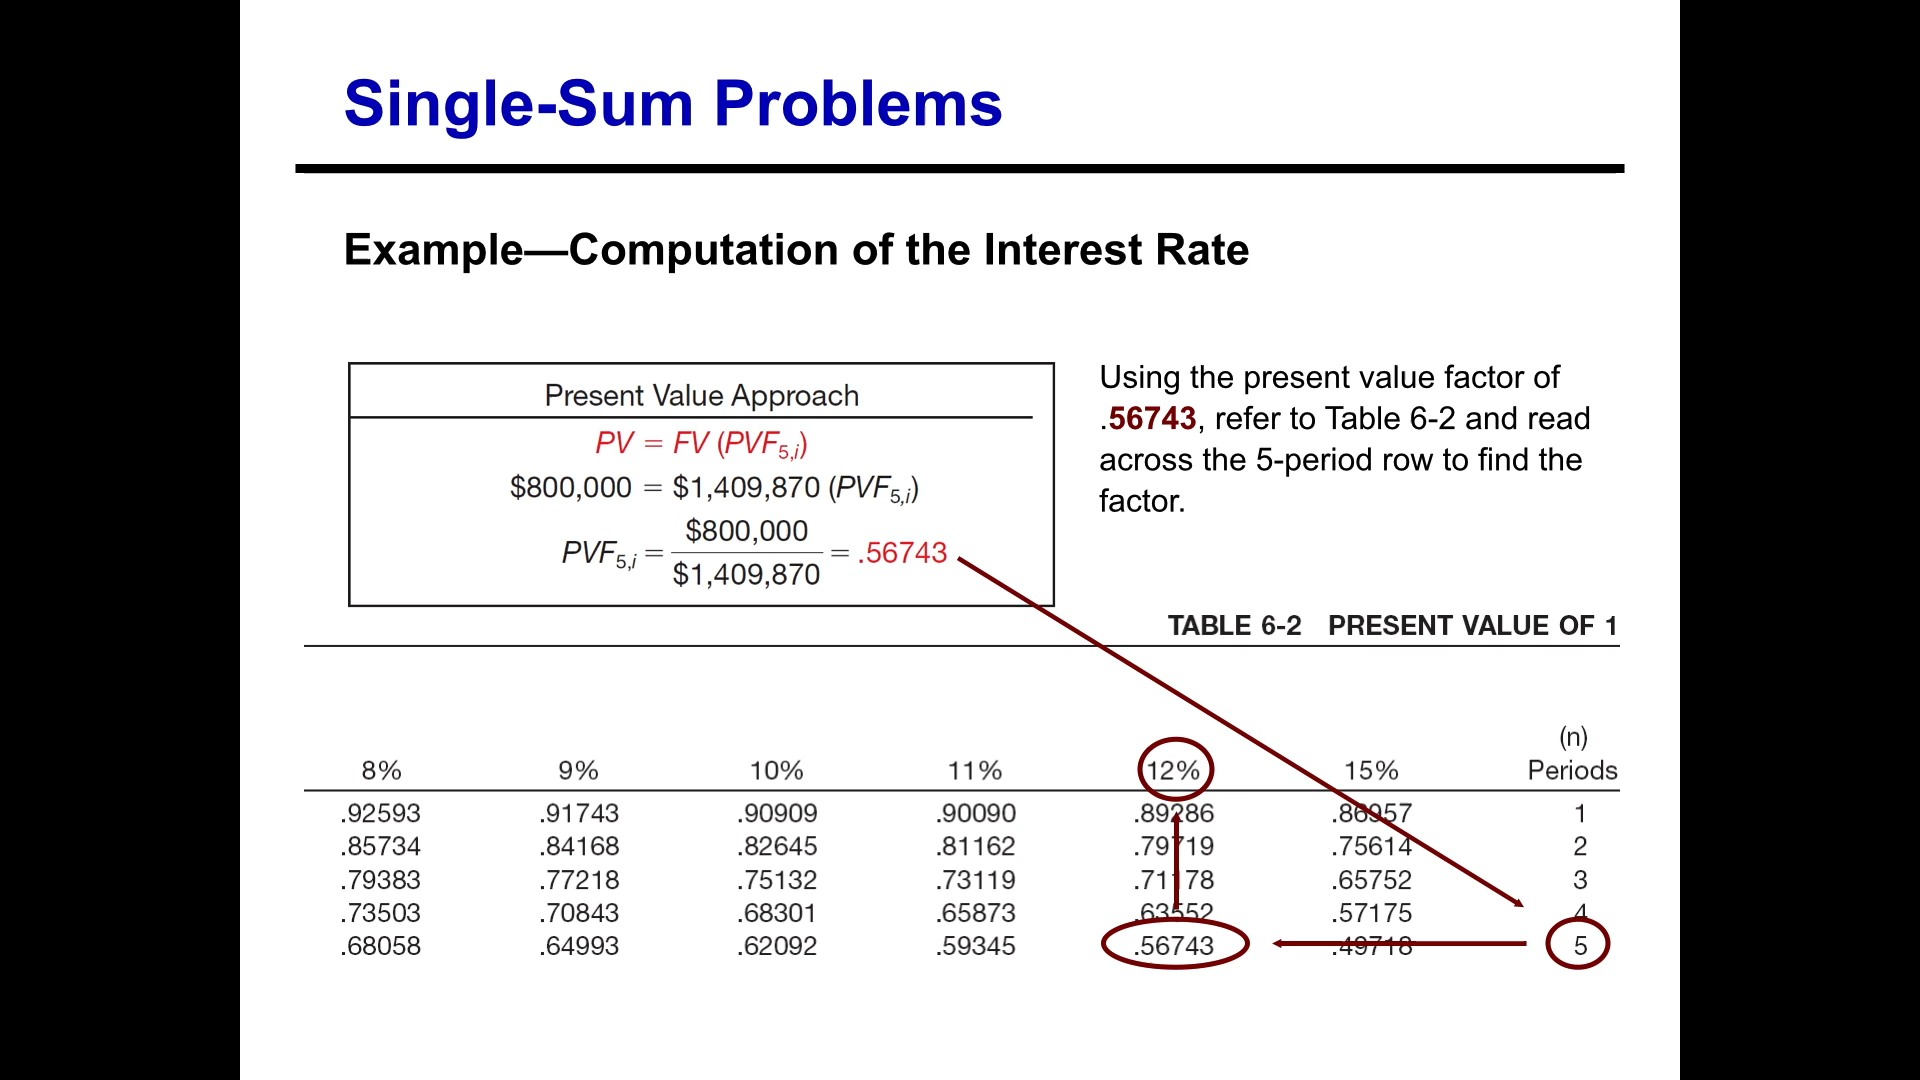 Single-Sum Problems
Example—Computation of the Interest Rate
Present Value Approach
PV = FV (PVF5,i)
$800,000 = $1,409,870 (PVF5,i)
PVF5,i = $800,000 / $1,409,870 = .56743
Using the present value factor of
.56743, refer to Table 6-2 and read
across the 5-period row to find the
factor.
TABLE 6-2 PRESENT VALUE OF 1
(n)
8% 9% 10% 11% 12% 15% Periods
.92593 .91743 .90909 .90090 .89286 .86957 1
.85734 .84168 .82645 .81162 .79719 .75614 2
.79383 .77218 .75132 .73119 .71178 .65752 3
.73503 .70843 .68301 .65873 .63552 .57175 4
.68058 .64993 .62092 .59345 .56743 .49718 5